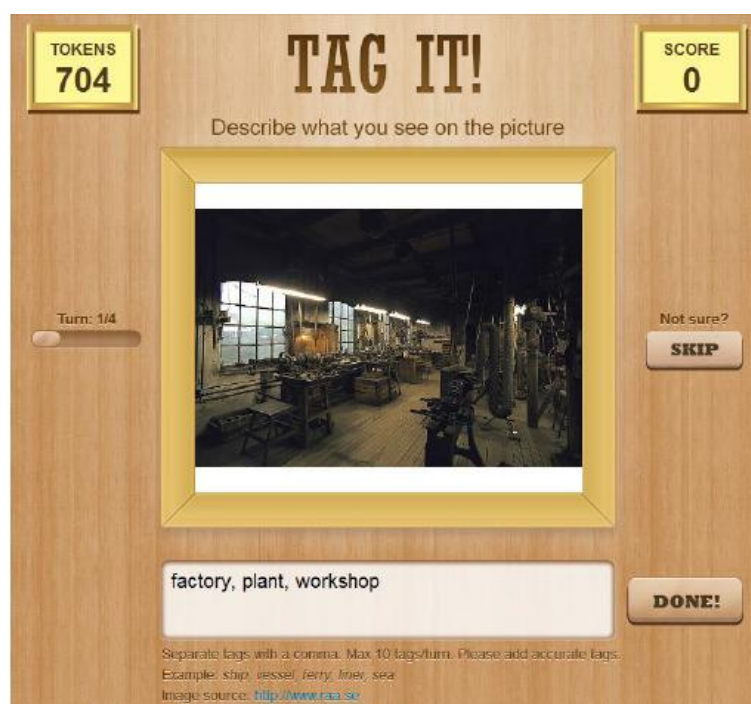 TOKENS
704
TAG IT!
SCORE
0
Describe what you see on the picture
Turn: 1/4
Not sure?
SKIP
factory, plant, workshop
DONE!
Separate tags with a comma. Max 10 tags/turn. Please add accurate tags.
Example: ship, vessel, ferry, liner, sea
Image source: http://www.raa.se